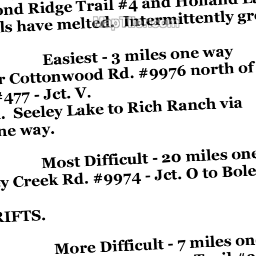 ond Ridge Trail #4 and Holland L
ls have melted. Intermittently gr
Easiest - 3 miles one way
r Cottonwood Rd. #9976 north of
#477 - Jct. V.
. Seeley Lake to Rich Ranch via
ne way.
Most Difficult - 20 miles one
y Creek Rd. #9974 - Jct. O to Bole
RIFTS.
More Difficult - 7 miles on